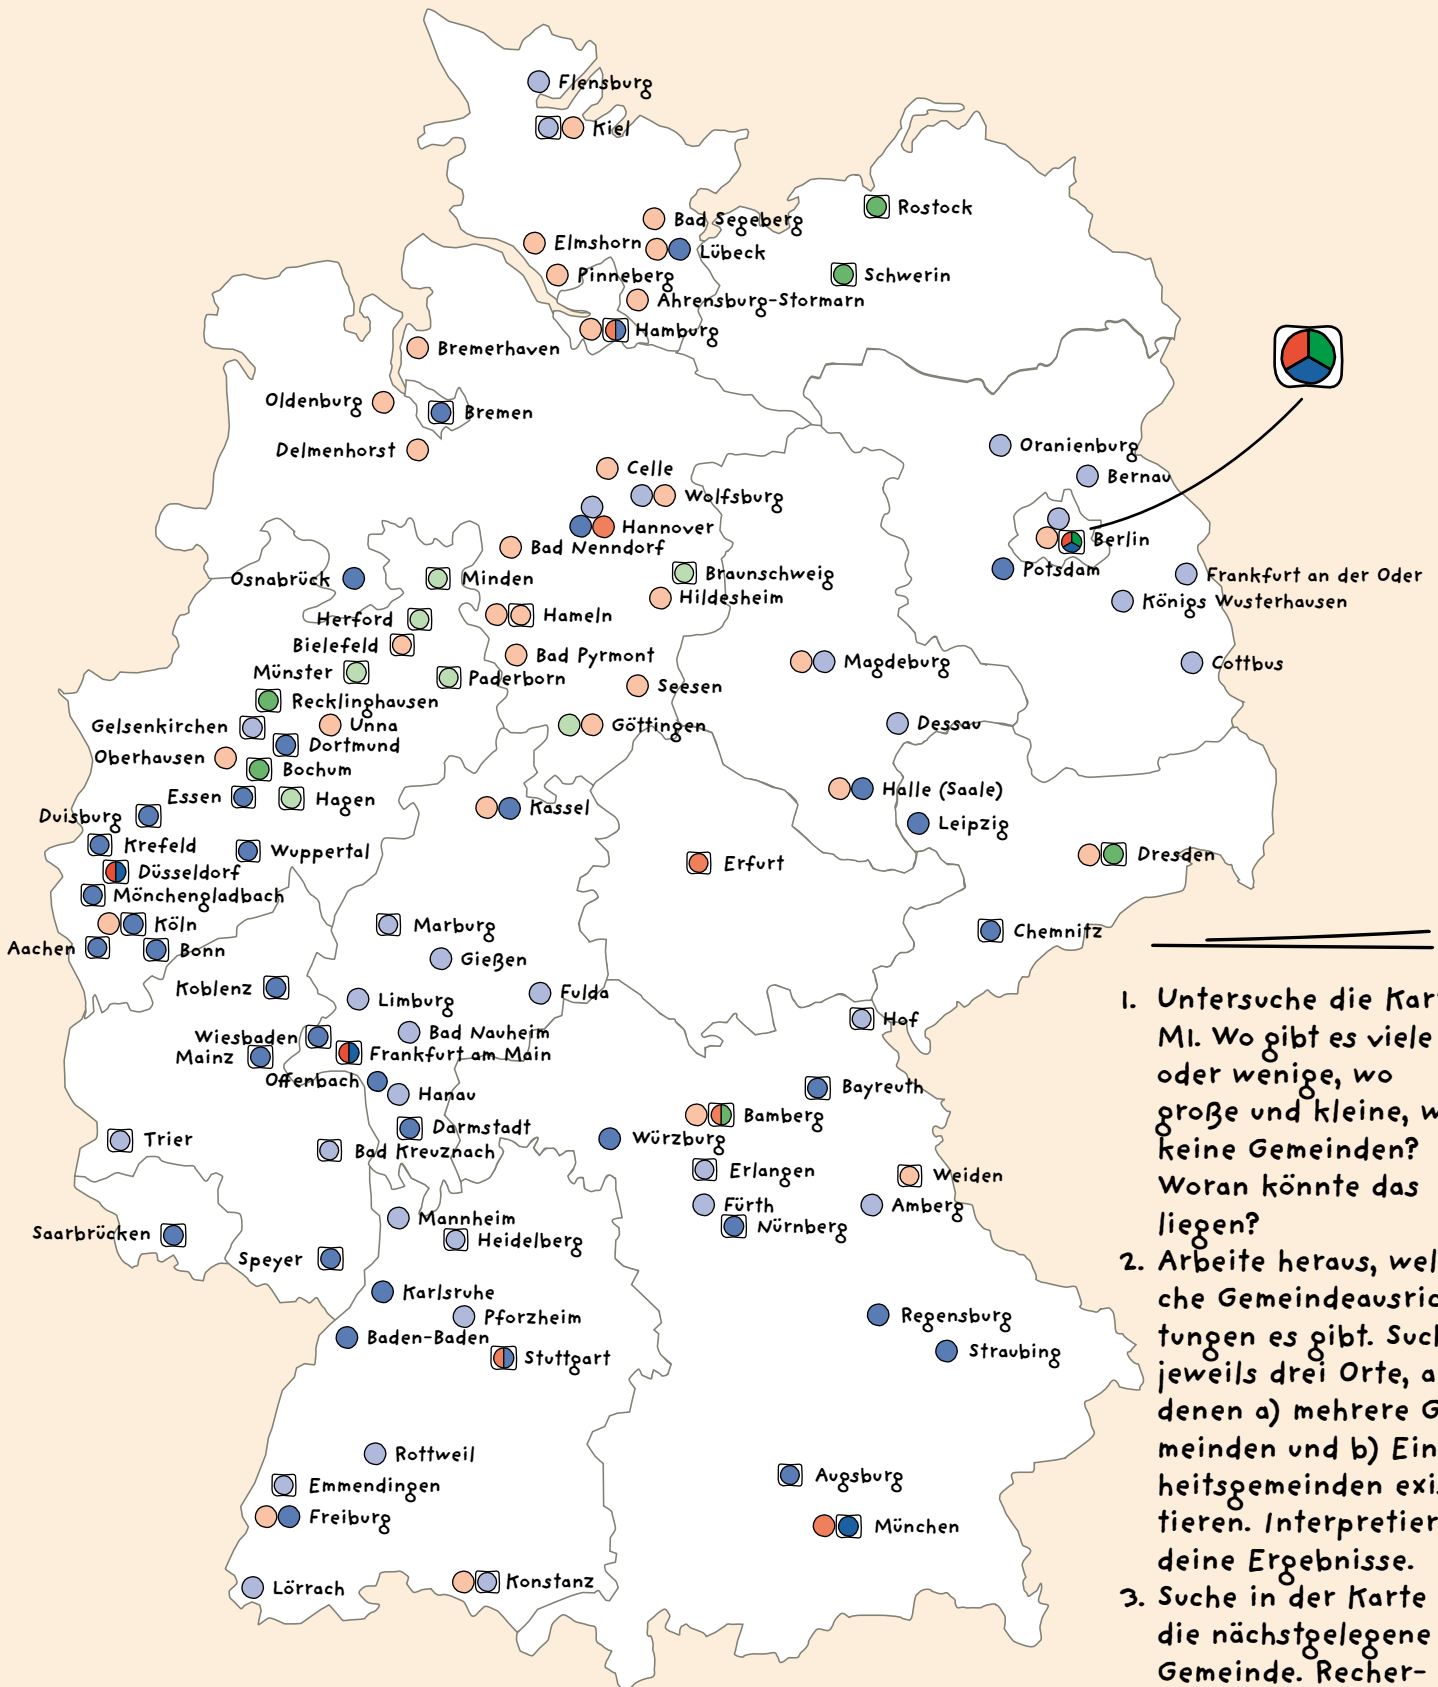 Flensburg
Kiel
Bad Segeberg
Rostock
Elmshorn
Lübeck
Pinneberg
Schwerin
Ahrensburg-Stormarn
Hamburg
Bremerhaven
Oldenburg
Bremen
Delmenhorst
Oranienburg
Celle
Bernau
Wolfsburg
Hannover
Berlin
Bad Nenndorf
Potsdam
Osnabrück
Minden
Braunschweig
Frankfurt an der Oder
Hildesheim
Königs Wusterhausen
Herford
Hameln
Bielefeld
Bad Pyrmont
Münster
Paderborn
Magdeburg
Cottbus
Seesen
Recklinghausen
Gelsenkirchen
Unna
Göttingen
Dessau
Dortmund
Oberhausen
Bochum
Halle (Saale)
Essen
Hagen
Kassel
Duisburg
Leipzig
Krefeld
Wuppertal
Dresden
Düsseldorf
Erfurt
Mönchengladbach
Köln
Marburg
Chemnitz
Aachen
Bonn
Gießen
Koblenz
Limburg
Fulda
Hof
Wiesbaden
Bad Nauheim
Mainz
Frankfurt am Main
Offenbach
Hanau
Bayreuth
Bamberg
Darmstadt
Würzburg
Trier
Bad Kreuznach
Erlangen
Weiden
Fürth
Amberg
Mannheim
Nürnberg
Saarbrücken
Heidelberg
Speyer
Karlsruhe
Pforzheim
Regensburg
Baden-Baden
Stuttgart
Straubing
Rottweil
Augsburg
Emmendingen
Freiburg
München
Lörrach
Konstanz
1. Untersuche die Kar
M1. Wo gibt es viele
oder wenige, wo
große und kleine, w
keine Gemeinden?
Woran könnte das
liegen?
2. Arbeite heraus, wel
che Gemeindeausric
tungen es gibt. Such
jeweils drei Orte, a
denen a) mehrere G
meinden und b) Ein
heitsgemeinden exis
tieren. Interpretier
deine Ergebnisse.
3. Suche in der Karte
die nächstgelegene
Gemeinde. Recher-